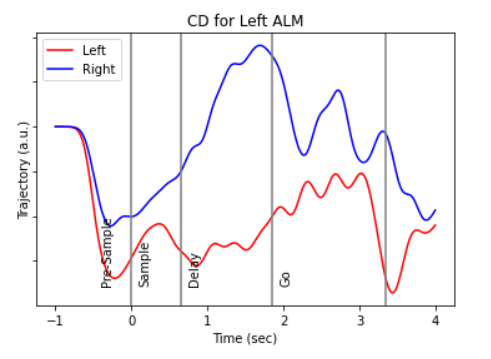 CD for Left ALM
Left
Right
Trajectory (a.u.)
Pre-Sample
Sample
Delay
Go
−1
0
1
2
3
4
Time (sec)